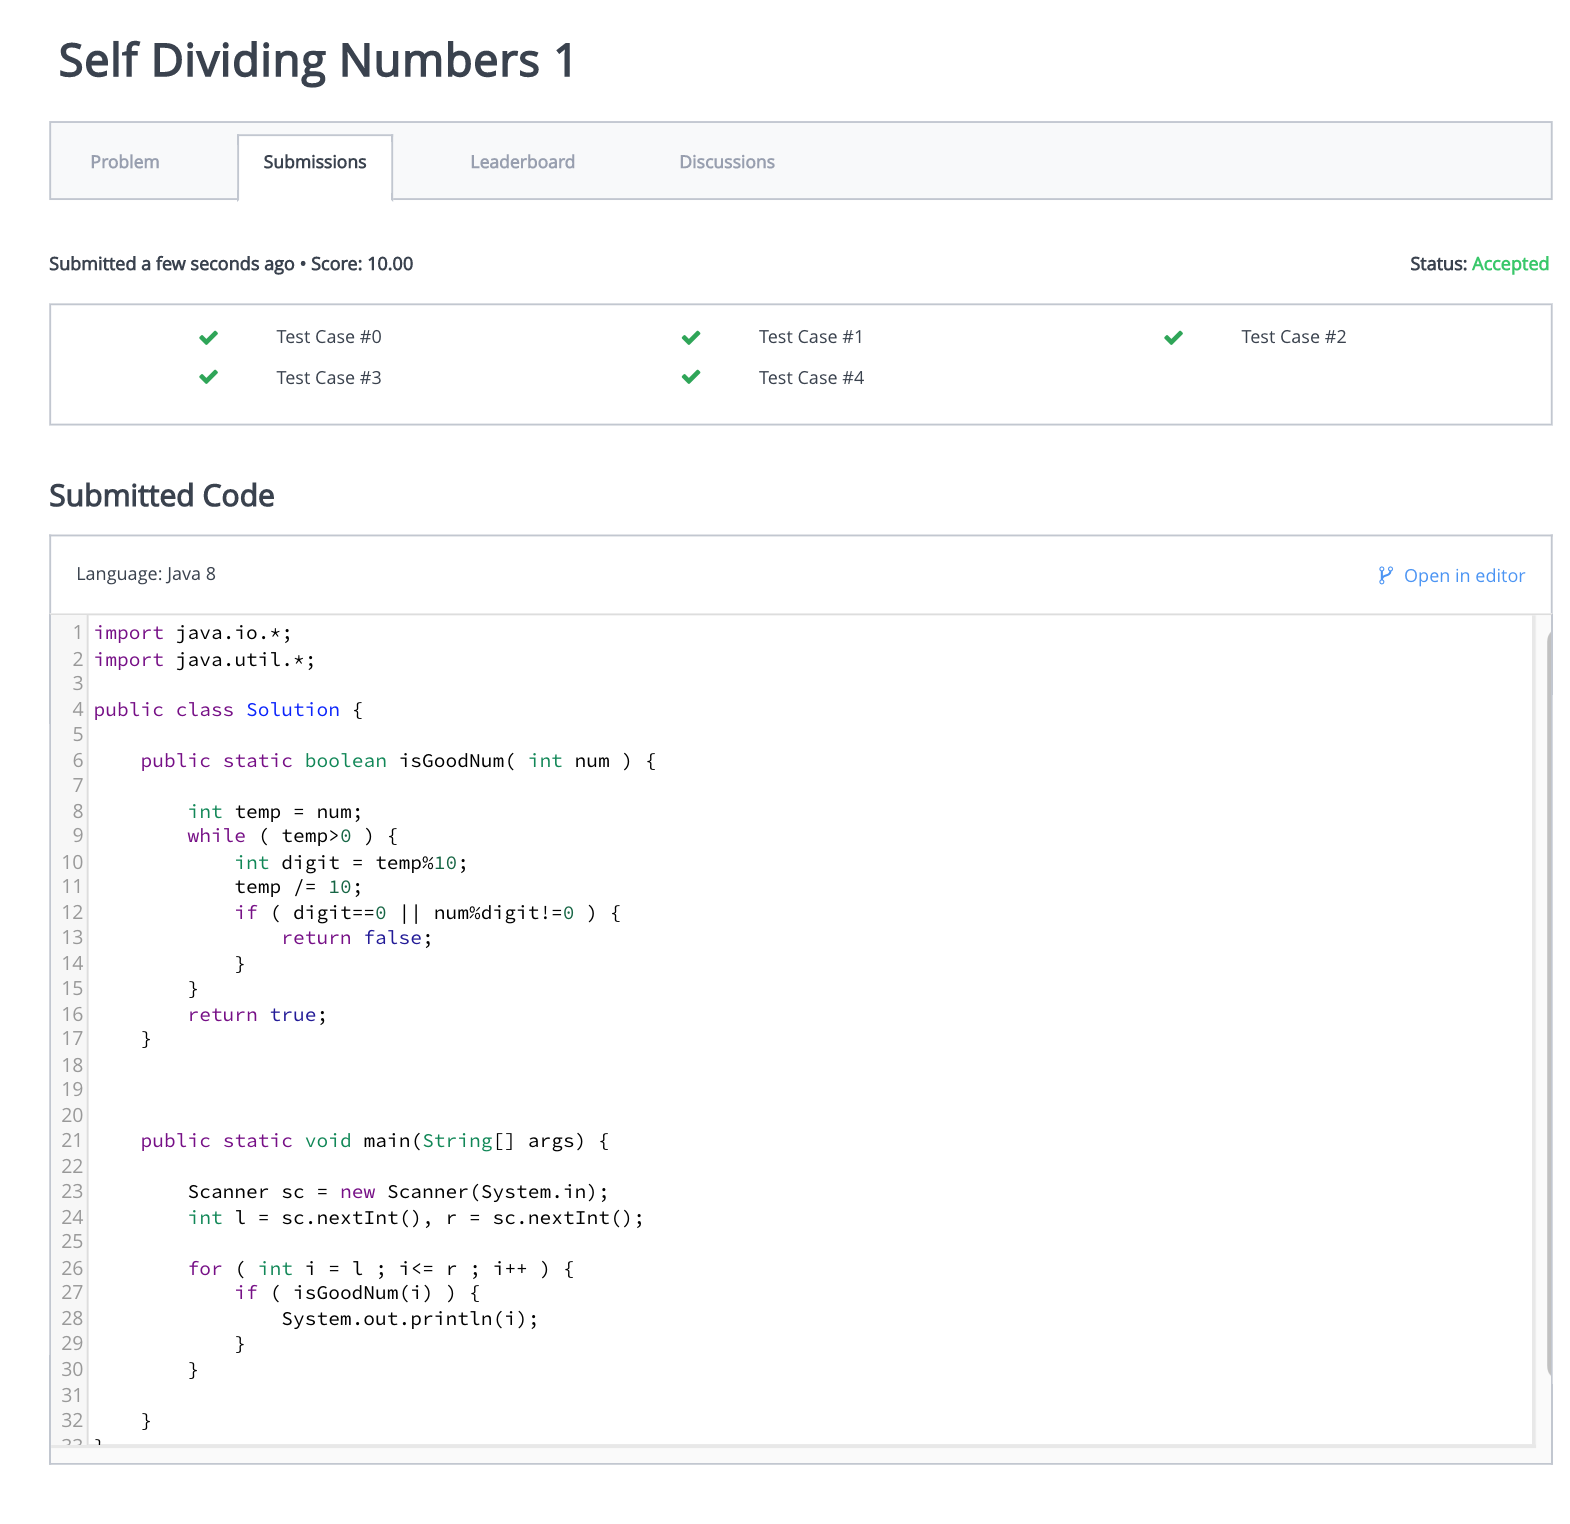 Self Dividing Numbers 1
Problem Submissions Leaderboard Discussions
Submitted a few seconds ago • Score: 10.00 Status: Accepted
Test Case #0 Test Case #1 Test Case #2
Test Case #3 Test Case #4
Submitted Code
Language: Java 8 Open in editor
1 import java.io.*;
2 import java.util.*;
3
4 public class Solution {
5
6     public static boolean isGoodNum( int num ) {
7
8         int temp = num;
9         while ( temp>0 ) {
10             int digit = temp%10;
11             temp /= 10;
12             if ( digit==0 || num%digit!=0 ) {
13                 return false;
14             }
15         }
16         return true;
17     }
18
19
20
21     public static void main(String[] args) {
22
23         Scanner sc = new Scanner(System.in);
24         int l = sc.nextInt(), r = sc.nextInt();
25
26         for ( int i = l ; i<= r ; i++ ) {
27             if ( isGoodNum(i) ) {
28                 System.out.println(i);
29             }
30         }
31
32     }
33 }